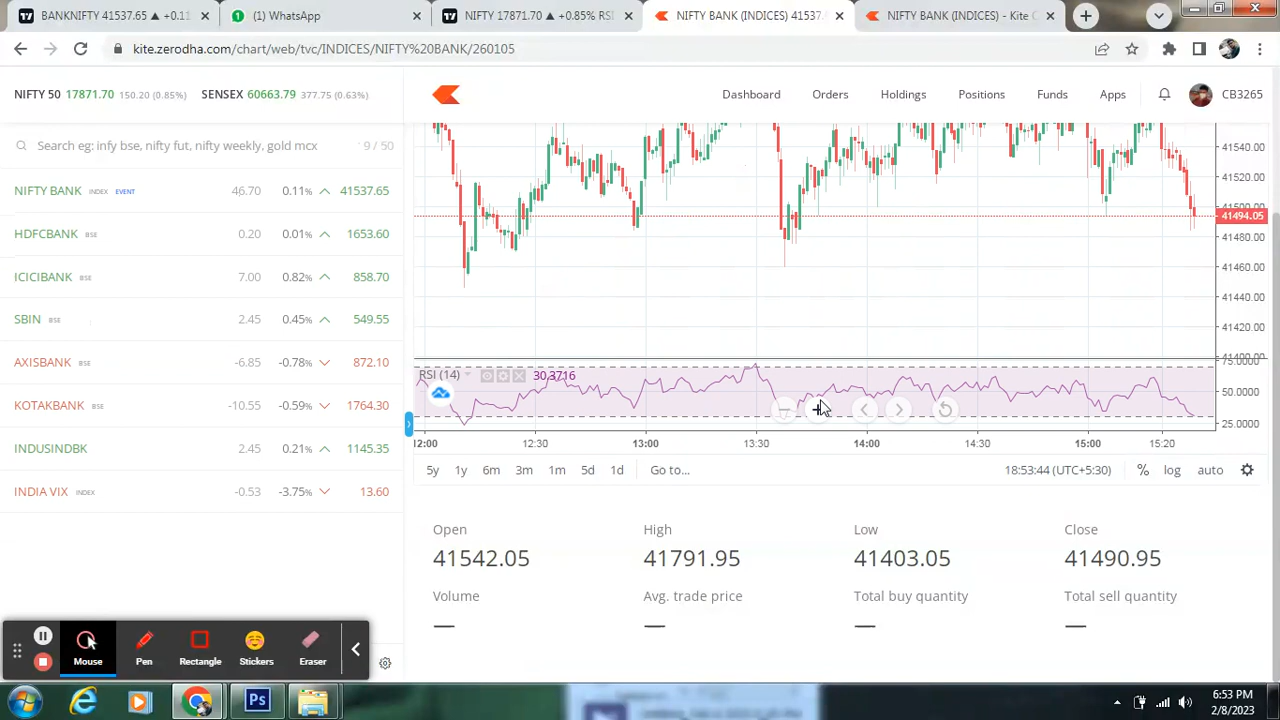 BANKNIFTY 41537.65 ▲ +0.1
(1) WhatsApp
NIFTY 17871.70 ▲ +0.85% RSI
NIFTY BANK (INDICES) 41537
NIFTY BANK (INDICES) - Kite
kite.zerodha.com/chart/web/tvc/INDICES/NIFTY%20BANK/260105
NIFTY 50 17871.70 150.20 (0.85%) SENSEX 60663.79 377.75 (0.63%)
Dashboard Orders Holdings Positions Funds Apps CB3265
Search eg: infy bse, nifty fut, nifty weekly, gold mcx 9 / 50
NIFTY BANK INDEX EVENT 46.70 0.11% 41537.65
HDFCBANK BSE 0.20 0.01% 1653.60
ICICIBANK BSE 7.00 0.82% 858.70
SBIN BSE 2.45 0.45% 549.55
AXISBANK BSE -6.85 -0.78% 872.10
KOTAKBANK BSE -10.55 -0.59% 1764.30
INDUSINDBK 2.45 0.21% 1145.35
INDIA VIX INDEX -0.53 -3.75% 13.60
41540.00
41520.00
41500.00
41494.05
41480.00
41460.00
41440.00
41420.00
41400.00
75.0000
RSI (14) 30.3716
50.0000
25.0000
12:00 12:30 13:00 13:30 14:00 14:30 15:00 15:20
5y 1y 6m 3m 1m 5d 1d Go to... 18:53:44 (UTC+5:30) % log auto
Open High Low Close
41542.05 41791.95 41403.05 41490.95
Volume Avg. trade price Total buy quantity Total sell quantity
— — — —
Mouse Pen Rectangle Stickers Eraser
Ps
6:53 PM
2/8/2023